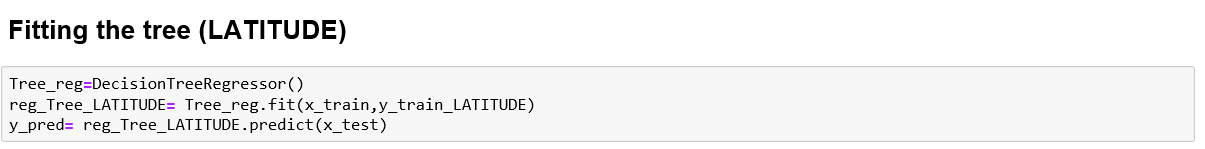 Fitting the tree (LATITUDE)
Tree_reg=DecisionTreeRegressor()
reg_Tree_LATITUDE= Tree_reg.fit(x_train,y_train_LATITUDE)
y_pred= reg_Tree_LATITUDE.predict(x_test)